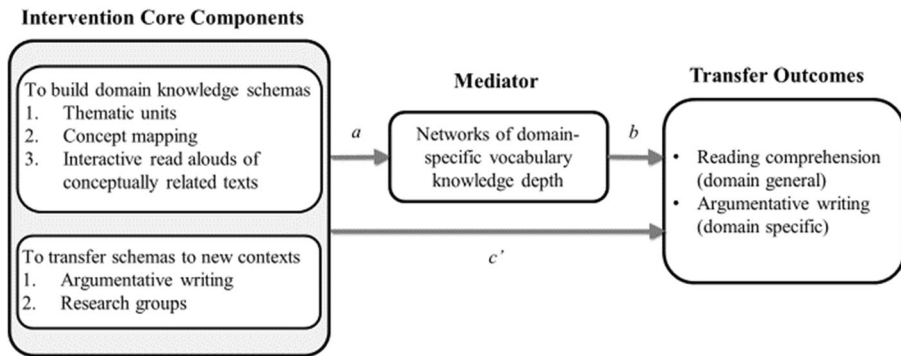 Intervention Core Components
To build domain knowledge schemas
1. Thematic units
2. Concept mapping
3. Interactive read alouds of
conceptually related texts
To transfer schemas to new contexts
1. Argumentative writing
2. Research groups
a
Mediator
Networks of domain-
specific vocabulary
knowledge depth
b
c’
Transfer Outcomes
• Reading comprehension
(domain general)
• Argumentative writing
(domain specific)